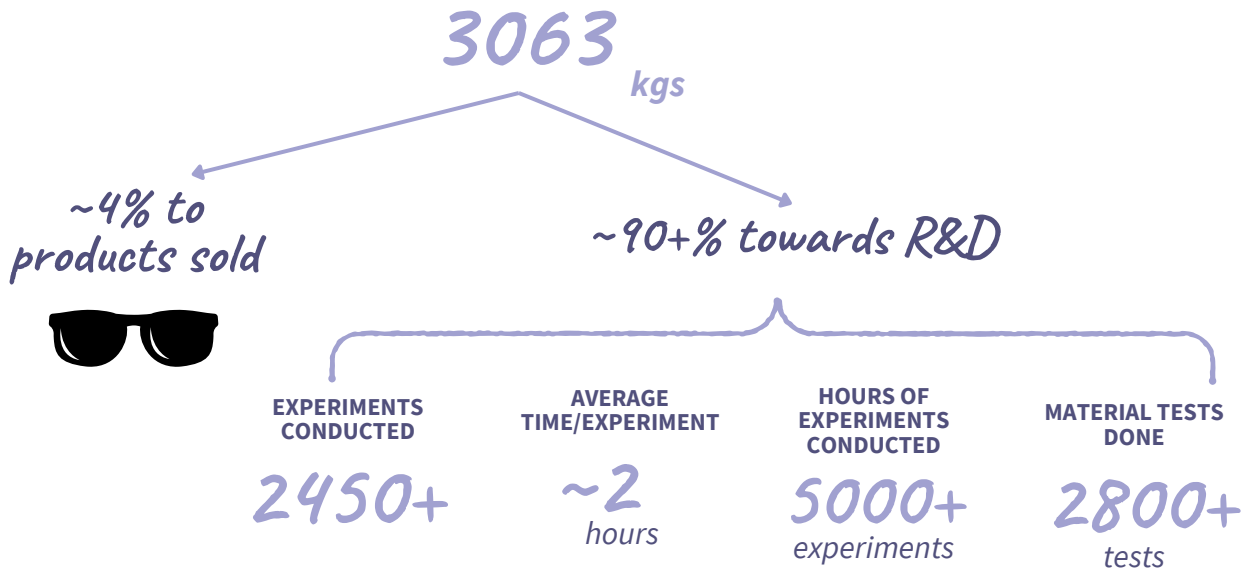 3063
kgs
~4% to
products sold
~90+% towards R&D
EXPERIMENTS
CONDUCTED
2450+
AVERAGE
TIME/EXPERIMENT
~2
hours
HOURS OF
EXPERIMENTS
CONDUCTED
5000+
experiments
MATERIAL TESTS
DONE
2800+
tests